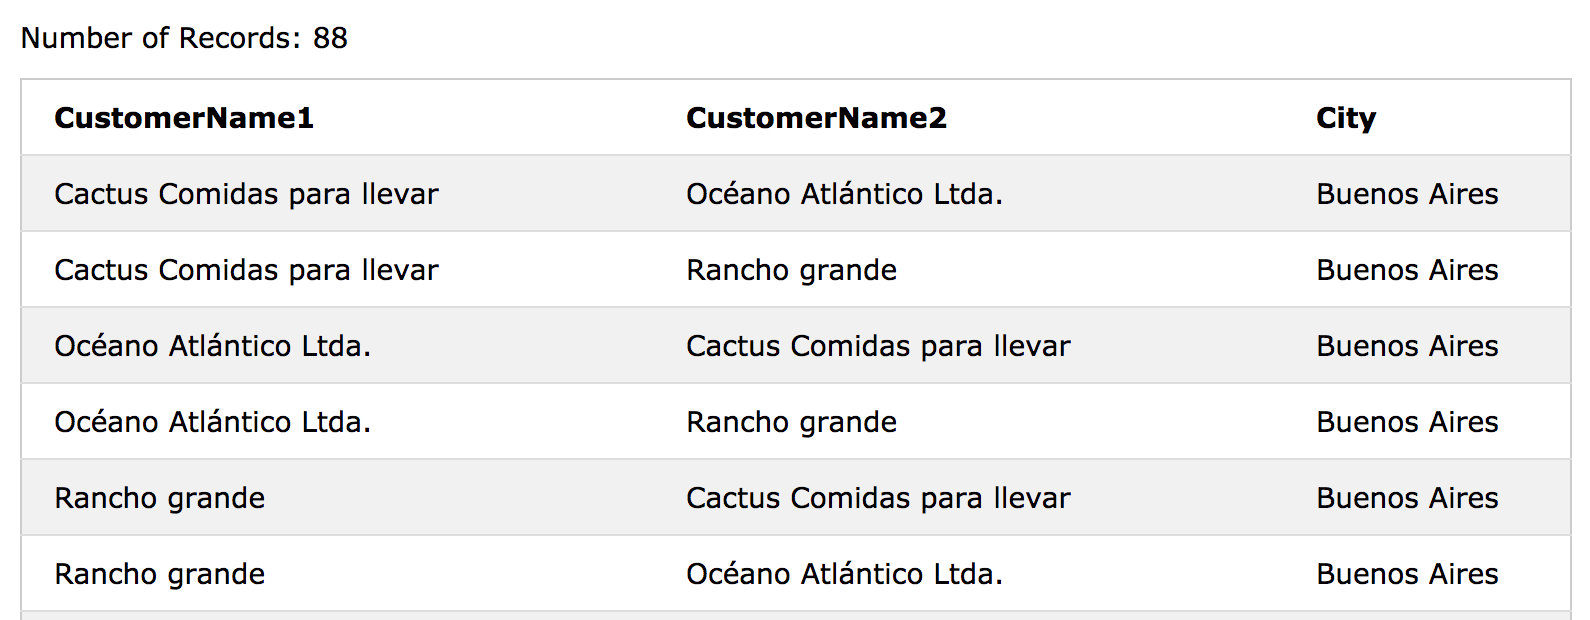 Number of Records: 88
CustomerName1 CustomerName2 City
Cactus Comidas para llevar Océano Atlántico Ltda. Buenos Aires
Cactus Comidas para llevar Rancho grande Buenos Aires
Océano Atlántico Ltda. Cactus Comidas para llevar Buenos Aires
Océano Atlántico Ltda. Rancho grande Buenos Aires
Rancho grande Cactus Comidas para llevar Buenos Aires
Rancho grande Océano Atlántico Ltda. Buenos Aires